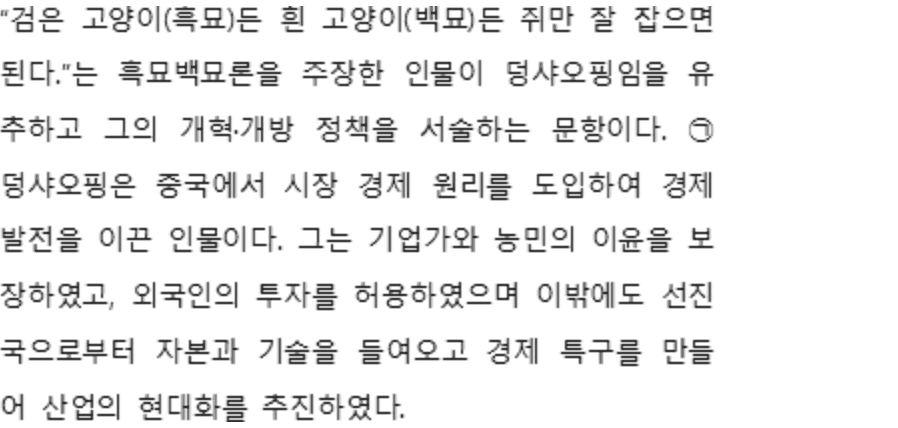 “검은 고양이(흑묘)든 흰 고양이(백묘)든 쥐만 잘 잡으면
된다.”는 흑묘백묘론을 주장한 인물이 덩샤오핑임을 유
추하고 그의 개혁·개방 정책을 서술하는 문항이다. ㉠
덩샤오핑은 중국에서 시장 경제 원리를 도입하여 경제
발전을 이끈 인물이다. 그는 기업가와 농민의 이윤을 보
장하였고, 외국인의 투자를 허용하였으며 이밖에도 선진
국으로부터 자본과 기술을 들여오고 경제 특구를 만들
어 산업의 현대화를 추진하였다.